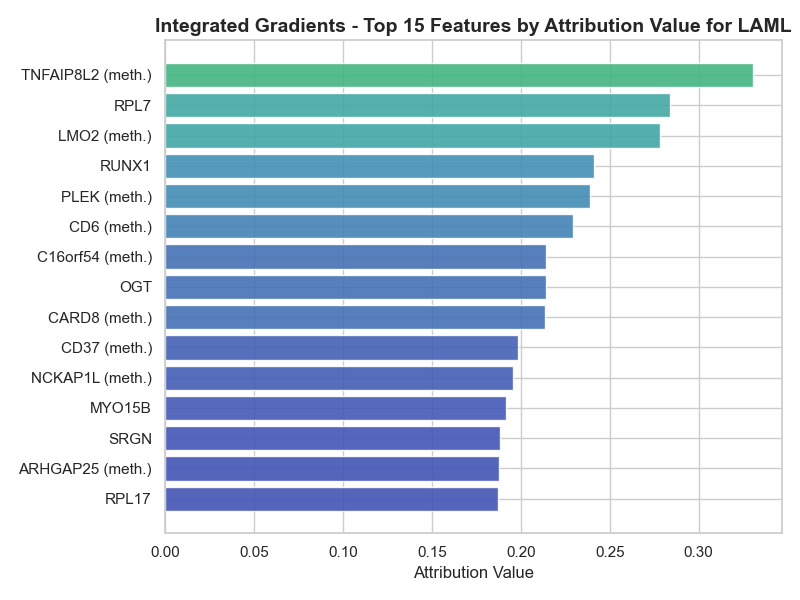 Integrated Gradients - Top 15 Features by Attribution Value for LAML
TNFAIP8L2 (meth.)
RPL7
LMO2 (meth.)
RUNX1
PLEK (meth.)
CD6 (meth.)
C16orf54 (meth.)
OGT
CARD8 (meth.)
CD37 (meth.)
NCKAP1L (meth.)
MYO15B
SRGN
ARHGAP25 (meth.)
RPL17
0.00 0.05 0.10 0.15 0.20 0.25 0.30
Attribution Value